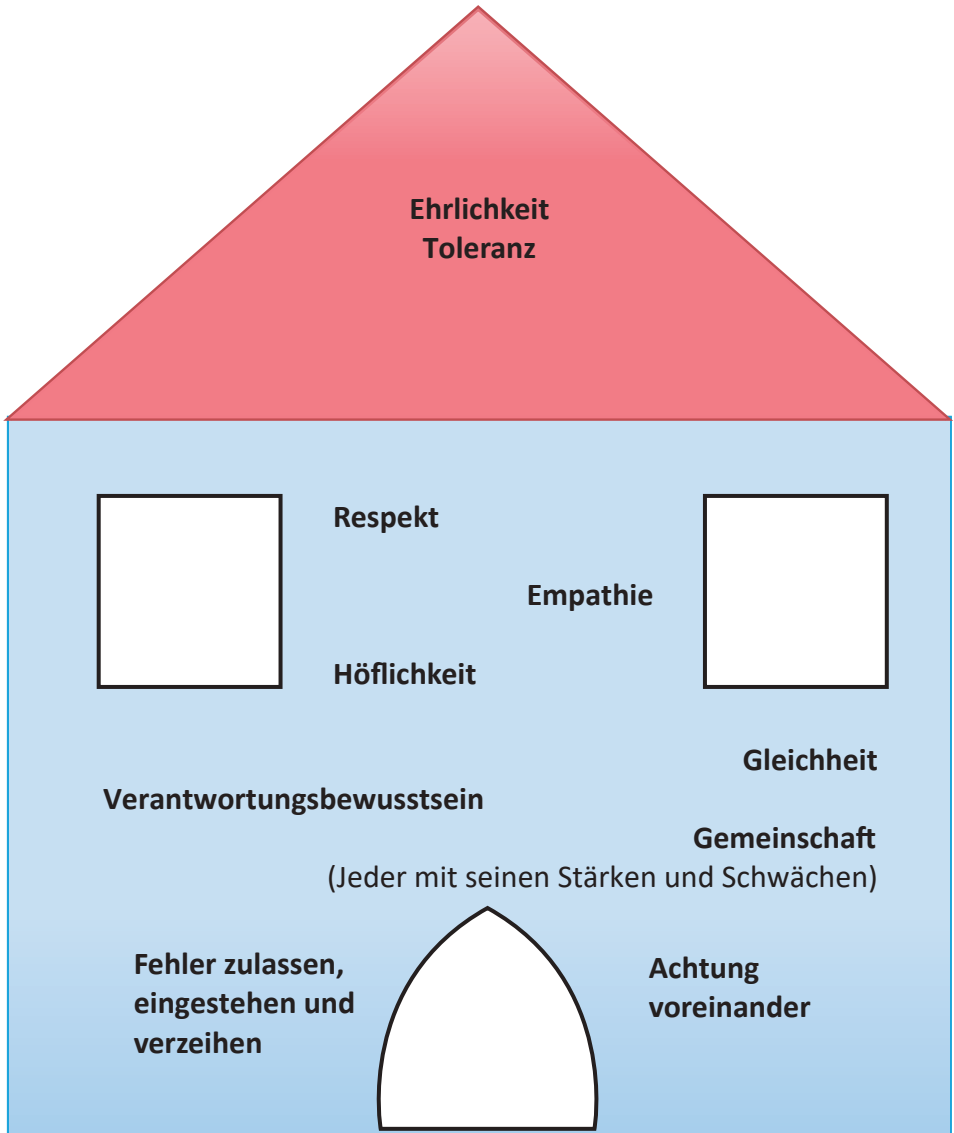 Ehrlichkeit
Toleranz
Respekt
Empathie
Höflichkeit
Gleichheit
Verantwortungsbewusstsein
Gemeinschaft
(Jeder mit seinen Stärken und Schwächen)
Fehler zulassen,
eingestehen und
verzeihen
Achtung
voreinander